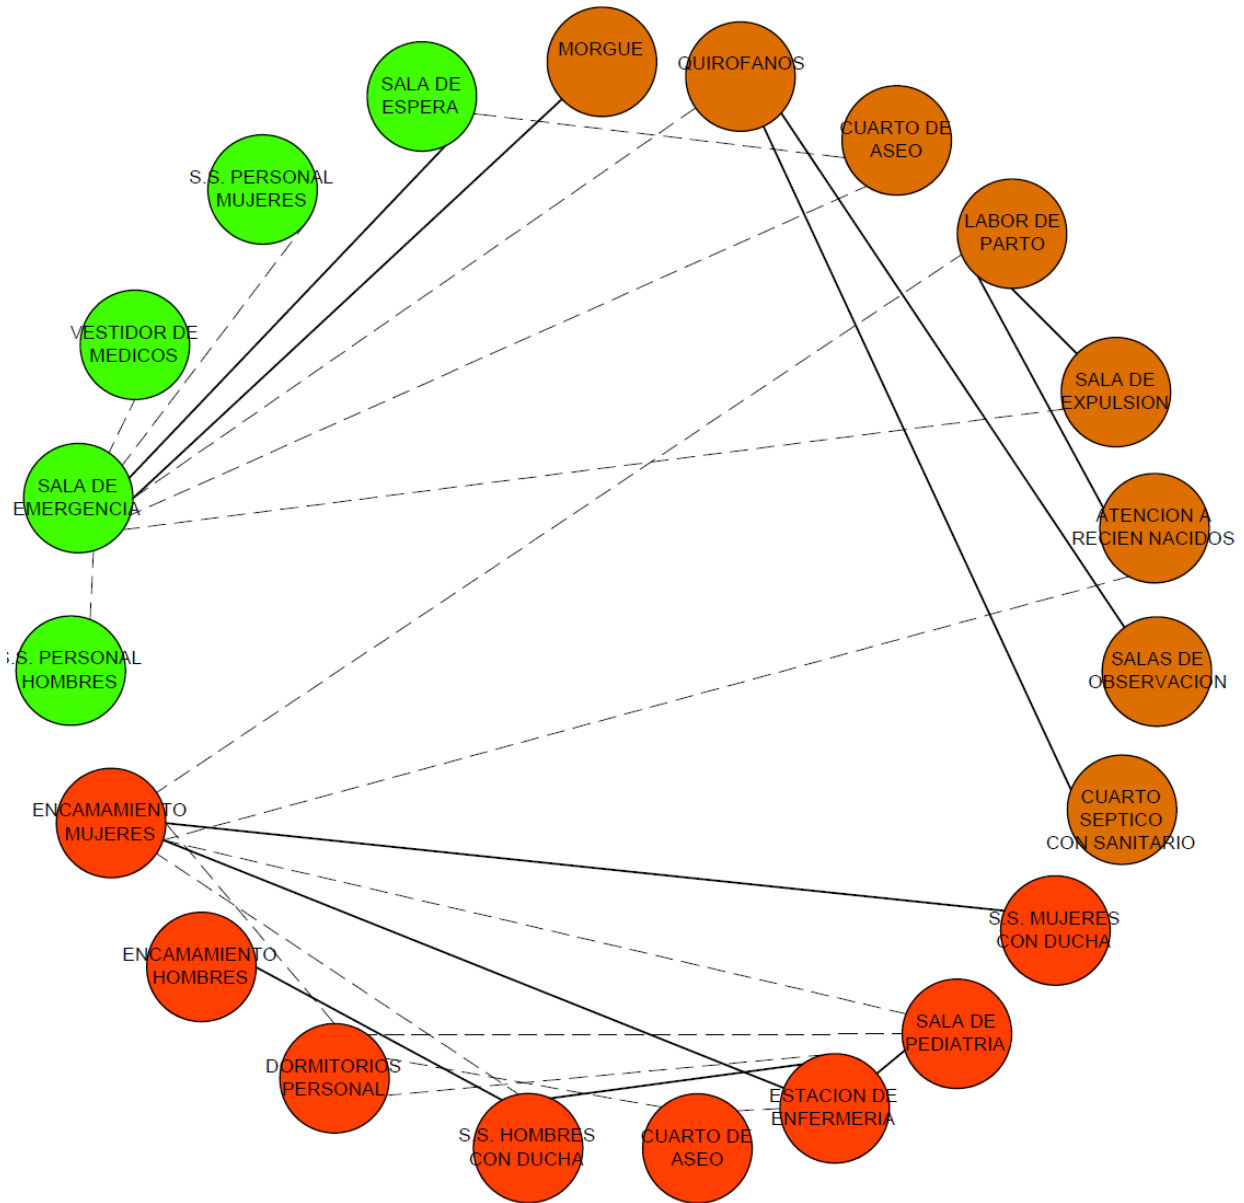 MORGUE
QUIROFANOS
SALA DE
ESPERA
CUARTO DE
ASEO
S.S. PERSONAL
MUJERES
LABOR DE
PARTO
VESTIDOR DE
MEDICOS
SALA DE
EXPULSION
SALA DE
EMERGENCIA
ATENCION A
RECIEN NACIDOS
S.S. PERSONAL
HOMBRES
SALAS DE
OBSERVACION
ENCAMAMIENTO
MUJERES
CUARTO
SEPTICO
CON SANITARIO
S.S. MUJERES
CON DUCHA
ENCAMAMIENTO
HOMBRES
SALA DE
PEDIATRIA
DORMITORIOS
PERSONAL
ESTACION DE
ENFERMERIA
S.S. HOMBRES
CON DUCHA
CUARTO DE
ASEO